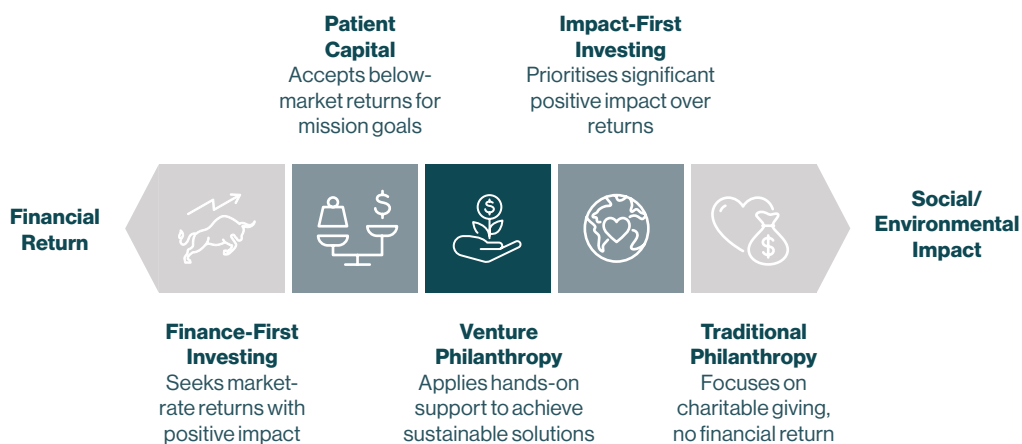 Patient
Capital
Accepts below-
market returns for
mission goals
Impact-First
Investing
Prioritises significant
positive impact over
returns
Financial
Return
$
$
$
Social/
Environmental
Impact
Finance-First
Investing
Seeks market-
rate returns with
positive impact
Venture
Philanthropy
Applies hands-on
support to achieve
sustainable solutions
Traditional
Philanthropy
Focuses on
charitable giving,
no financial return